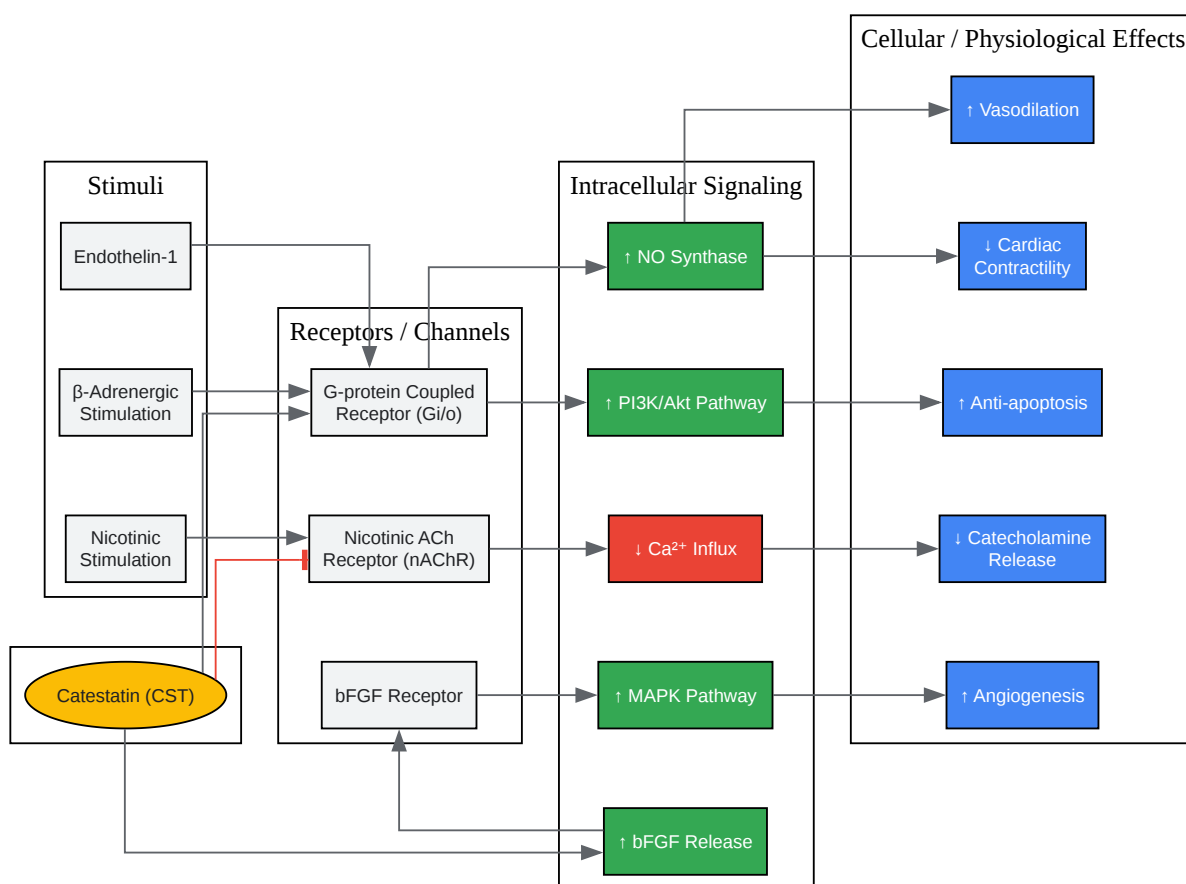 Cellular / Physiological Effects
↑ Vasodilation
Stimuli
Intracellular Signaling
Endothelin-1
↑ NO Synthase
↓ Cardiac
Contractility
Receptors / Channels
β-Adrenergic
Stimulation
G-protein Coupled
Receptor (Gi/o)
↑ PI3K/Akt Pathway
↑ Anti-apoptosis
Nicotinic
Stimulation
Nicotinic ACh
Receptor (nAChR)
↓ Ca²⁺ Influx
↓ Catecholamine
Release
Catestatin (CST)
bFGF Receptor
↑ MAPK Pathway
↑ Angiogenesis
↑ bFGF Release